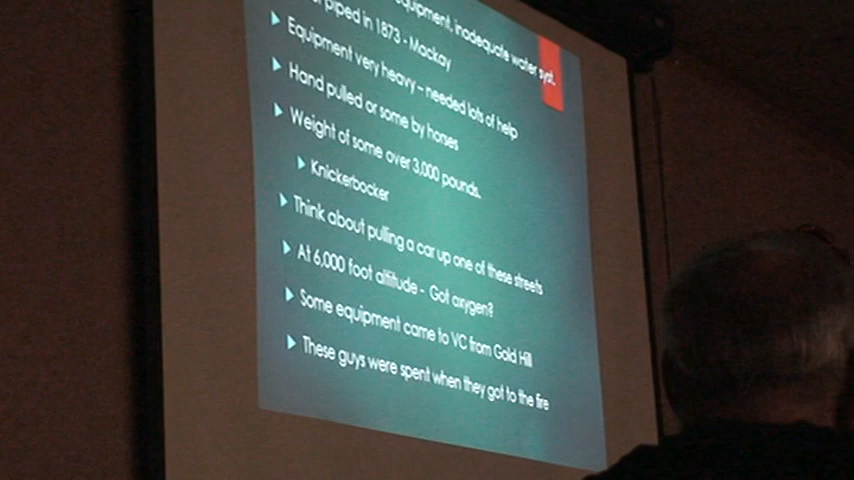 equipment, inadequate water syst.
piped in 1873 - Mackay
Equipment very heavy – needed lots of help
Hand pulled or some by horses
Weight of some over 3,000 pounds.
Knickerbocker
Think about pulling a car up one of these streets
At 6,000 foot altitude - Got oxygen?
Some equipment came to VC from Gold Hill
These guys were spent when they got to the fire